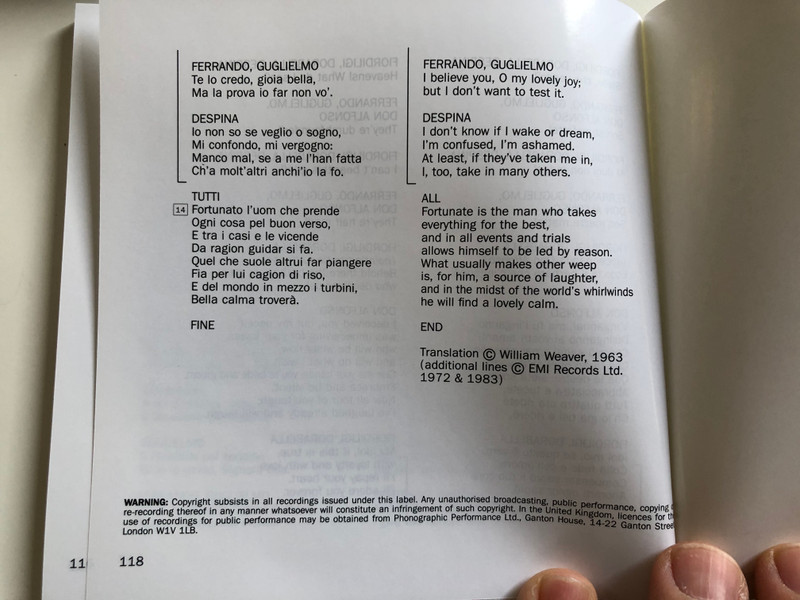 FERRANDO, GUGLIELMO
Te lo credo, gioia bella,
Ma la prova io far non vo'.
DESPINA
Io non so se veglio o sogno,
Mi confondo, mi vergogno:
Manco mal, se a me l'han fatta
Ch'a molt'altri anch'io la fo.
TUTTI
14 Fortunato l'uom che prende
Ogni cosa pel buon verso,
E tra i casi e le vicende
Da ragion guidar si fa.
Quel che suole altrui far piangere
Fia per lui cagion di riso,
E del mondo in mezzo i turbini,
Bella calma troverà.
FINE
FERRANDO, GUGLIELMO
I believe you, O my lovely joy;
but I don't want to test it.
DESPINA
I don't know if I wake or dream,
I'm confused, I'm ashamed.
At least, if they've taken me in,
I, too, take in many others.
ALL
Fortunate is the man who takes
everything for the best,
and in all events and trials
allows himself to be led by reason.
What usually makes other weep
is, for him, a source of laughter,
and in the midst of the world's whirlwinds
he will find a lovely calm.
END
Translation © William Weaver, 1963
(additional lines © EMI Records Ltd.
1972 & 1983)
WARNING: Copyright subsists in all recordings issued under this label. Any unauthorised broadcasting, public performance, copying
re-recording thereof in any manner whatsoever will constitute an infringement of such copyright. In the United Kingdom, licences for
use of recordings for public performance may be obtained from Phonographic Performance Ltd., Ganton House, 14-22 Ganton
London W1V 1LB.
118